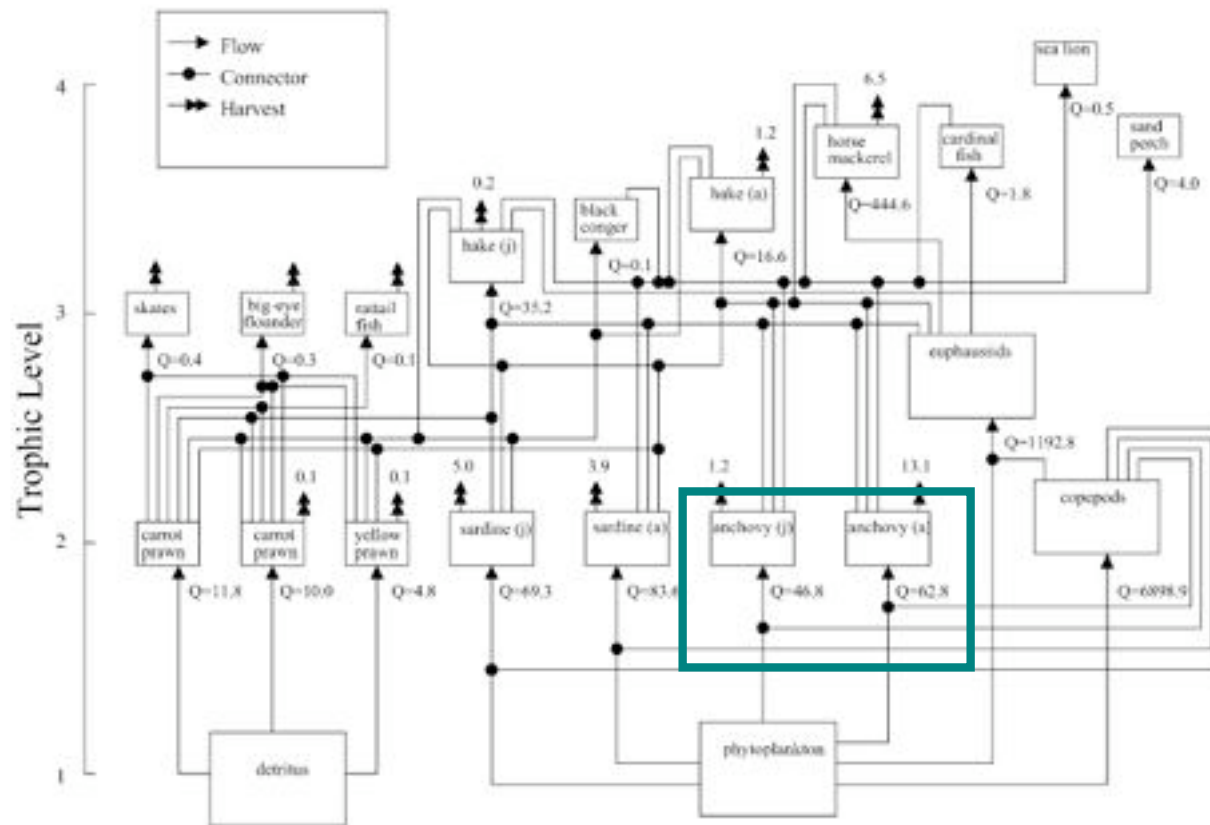 Flow
Connector
Harvest
Trophic Level
4
3
2
1
sea lion
Q=0.5
sand
perch
Q=4.0
6.5
horse
mackerel
Q=444.6
cardinal
fish
Q=1.8
1.2
hake (a)
Q=16.6
black
conger
Q=0.1
0.2
hake (j)
Q=35.2
skates
Q=0.4
big-eye
flounder
Q=0.3
rattail
fish
Q=0.1
euphausids
Q=1192.8
copepods
Q=6898.9
carrot
prawn
Q=11.8
0.1
carrot
prawn
Q=10.0
0.1
yellow
prawn
Q=4.8
5.0
sardine (j)
Q=69.3
3.9
sardine (a)
Q=83.6
1.2
anchovy (j)
Q=46.8
13.1
anchovy (a)
Q=62.8
detritus
phytoplankton